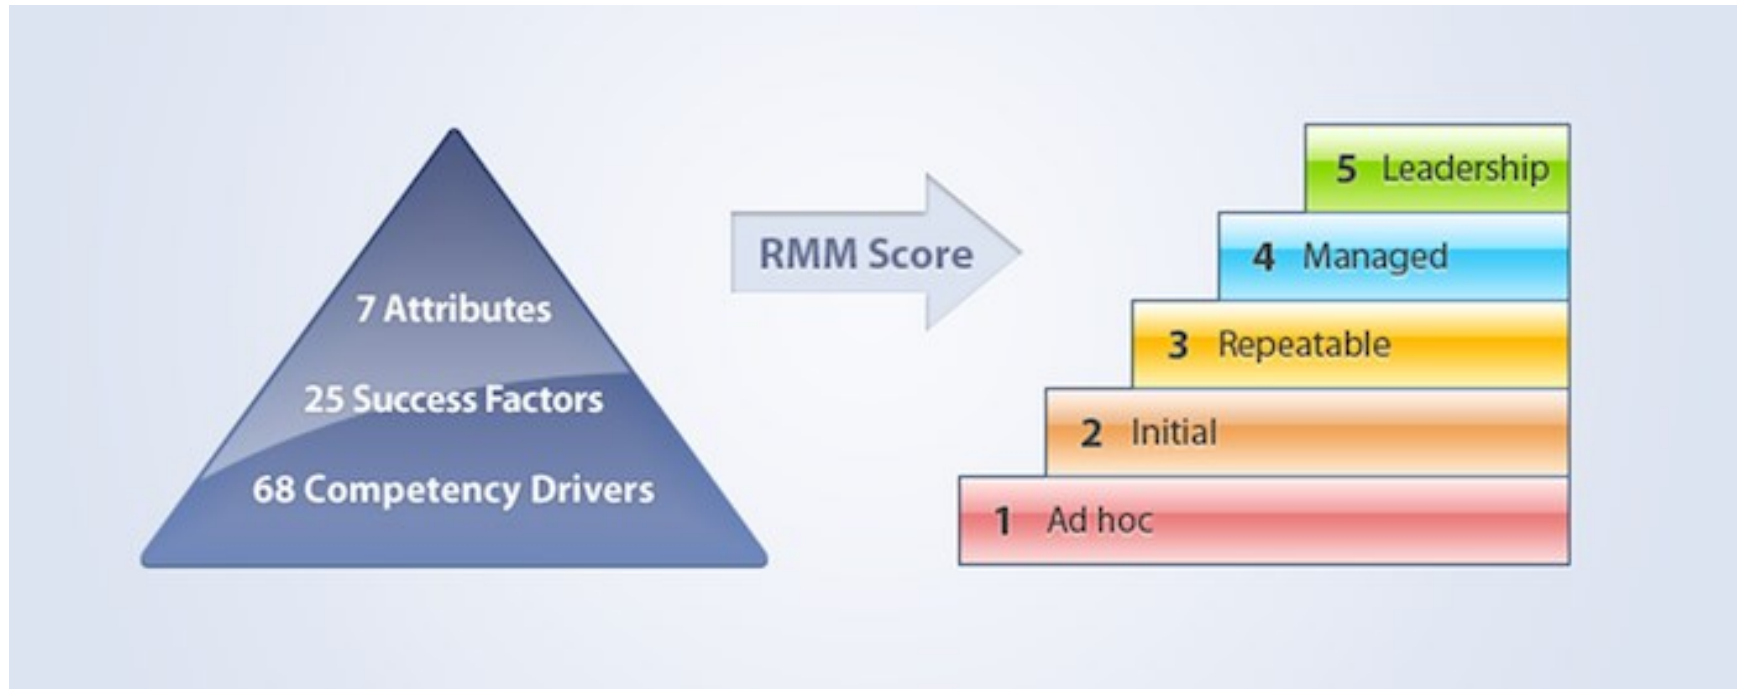 7 Attributes
25 Success Factors
68 Competency Drivers
RMM Score
5 Leadership
4 Managed
3 Repeatable
2 Initial
1 Ad hoc